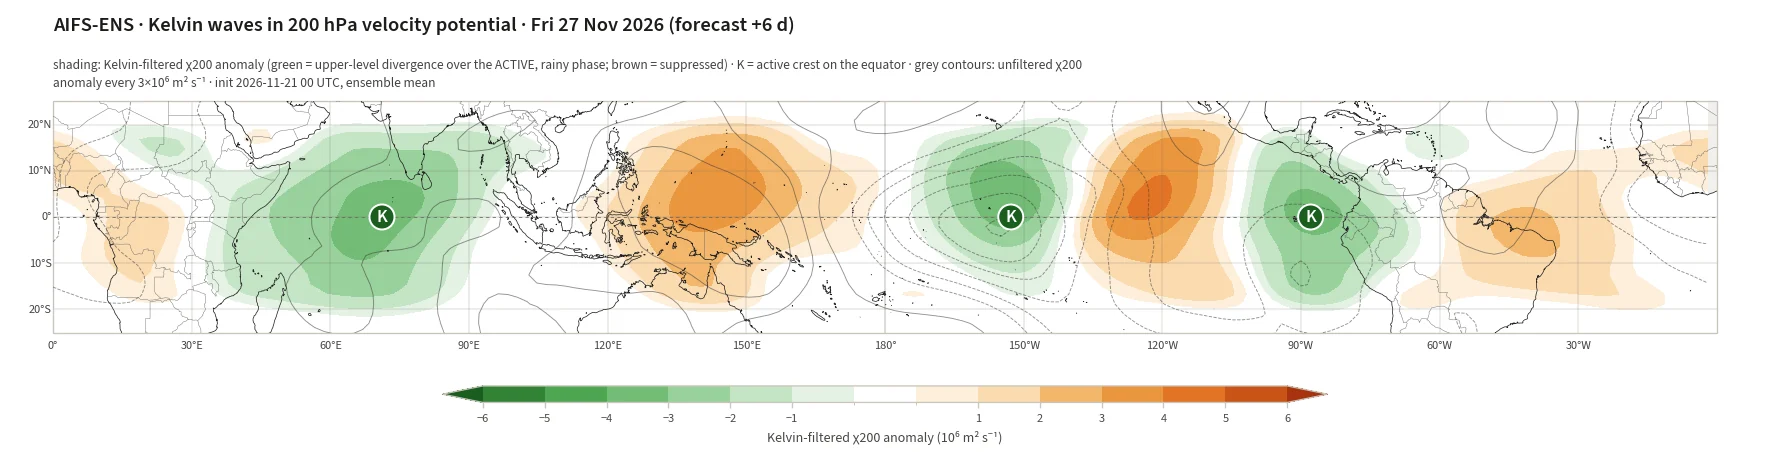 AIFS-ENS · Kelvin waves in 200 hPa velocity potential · Fri 27 Nov 2026 (forecast +6 d)
shading: Kelvin-filtered χ200 anomaly (green = upper-level divergence over the ACTIVE, rainy phase; brown = suppressed) · K = active crest on the equator · grey contours: unfiltered χ200
anomaly every 3×10⁶ m² s⁻¹ · init 2026-11-21 00 UTC, ensemble mean
20°N
10°N
0°
10°S
20°S
K K K
0° 30°E 60°E 90°E 120°E 150°E 180° 150°W 120°W 90°W 60°W 30°W
−6 −5 −4 −3 −2 −1 1 2 3 4 5 6
Kelvin-filtered χ200 anomaly (10⁶ m² s⁻¹)